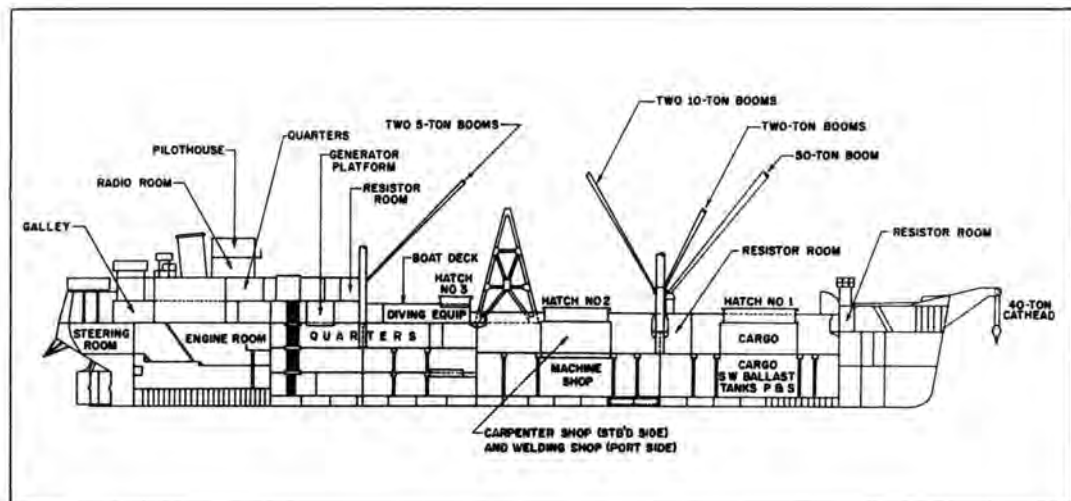 TWO 10-TON BOOMS
TWO 5-TON BOOMS
TWO-TON BOOMS
QUARTERS
50-TON BOOM
PILOTHOUSE
GENERATOR
PLATFORM
RADIO ROOM
RESISTOR
ROOM
GALLEY
RESISTOR ROOM
RESISTOR ROOM
BOAT DECK
HATCH
NO 3
HATCH NO 2
HATCH NO 1
40-TON
CATHEAD
DIVING EQUIP
STEERING
ROOM
ENGINE ROOM
QUARTERS
CARGO
MACHINE
SHOP
CARGO
SW BALLAST
TANKS P & S
CARPENTER SHOP (STB'D SIDE)
AND WELDING SHOP (PORT SIDE)